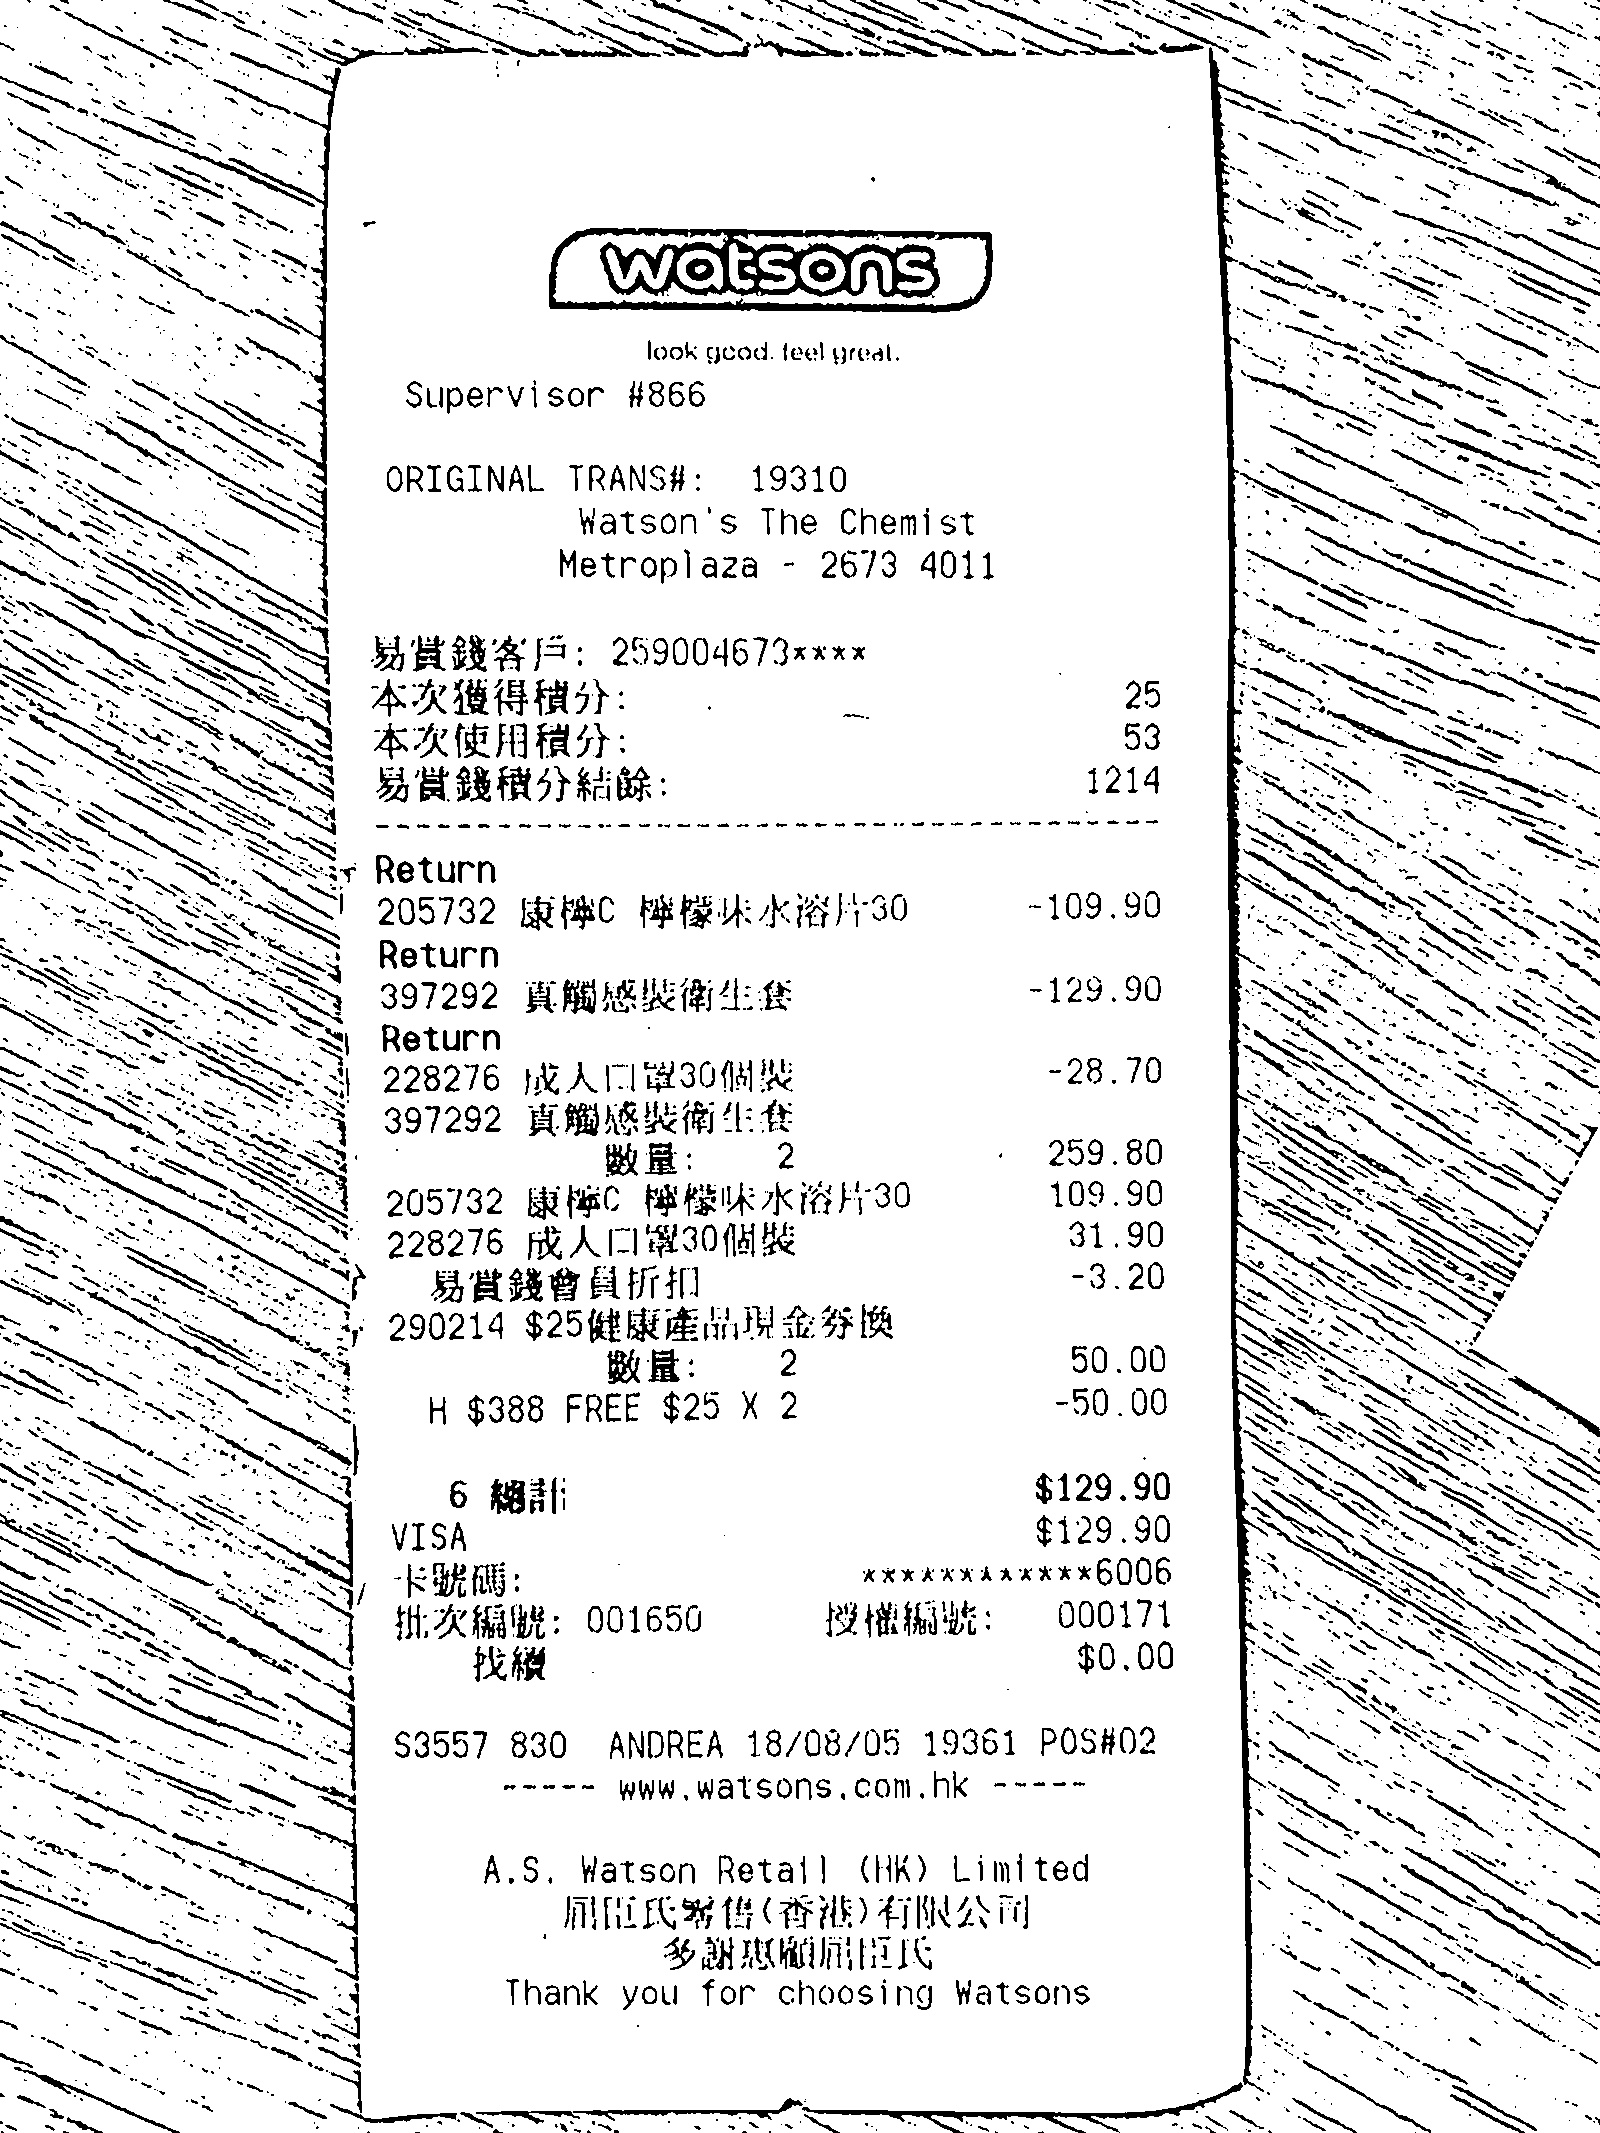 watsons
look good. feel great.
Supervisor #866
ORIGINAL TRANS#: 19310
Watson's The Chemist
Metroplaza - 2673 4011
易賞錢客戶: 259004673****
本次獲得積分: 25
本次使用積分: 53
易賞錢積分結餘: 1214
----------------------------------------
Return
205732 康檸C 檸檬味水溶片30 -109.90
Return
397292 真觸感裝衛生套 -129.90
Return
228276 成人口罩30個裝 -28.70
397292 真觸感裝衛生套
數量: 2 259.80
205732 康檸C 檸檬味水溶片30 109.90
228276 成人口罩30個裝 31.90
易賞錢會員折扣 -3.20
290214 $25健康產品現金券換
數量: 2 50.00
H $388 FREE $25 X 2 -50.00
6 總計 $129.90
VISA $129.90
卡號碼: ************6006
批次編號: 001650 授權編號: 000171
找續 $0.00
S3557 830 ANDREA 18/08/05 19361 POS#02
----- www.watsons.com.hk -----
A.S. Watson Retail (HK) Limited
屈臣氏零售(香港)有限公司
多謝惠顧屈臣氏
Thank you for choosing Watsons